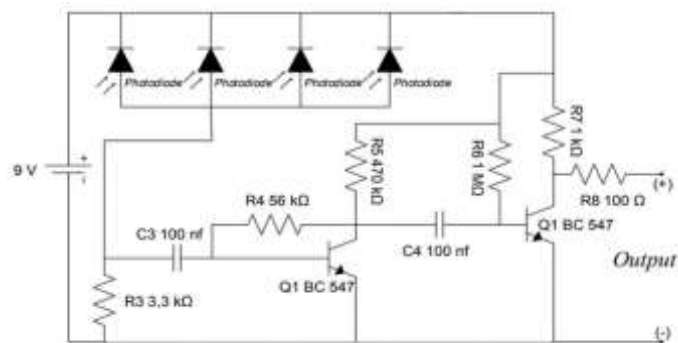 Photodiode
Photodiode
Photodiode
Photodiode
+
-
9 V
R5 470 kΩ
R6 1 MΩ
R7 1 kΩ
R8 100 Ω
(+)
R4 56 kΩ
C3 100 nf
C4 100 nf
Q1 BC 547
Q1 BC 547
Output
R3 3,3 kΩ
(-)